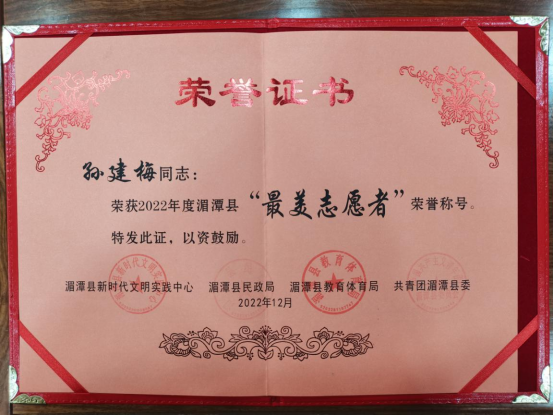 荣誉证书
孙建梅同志：
荣获2022年度湄潭县“最美志愿者”荣誉称号。
特发此证，以资鼓励。
湄潭县新时代文明实践中心 湄潭县民政局 湄潭县教育体育局 共青团湄潭县委
2022年12月